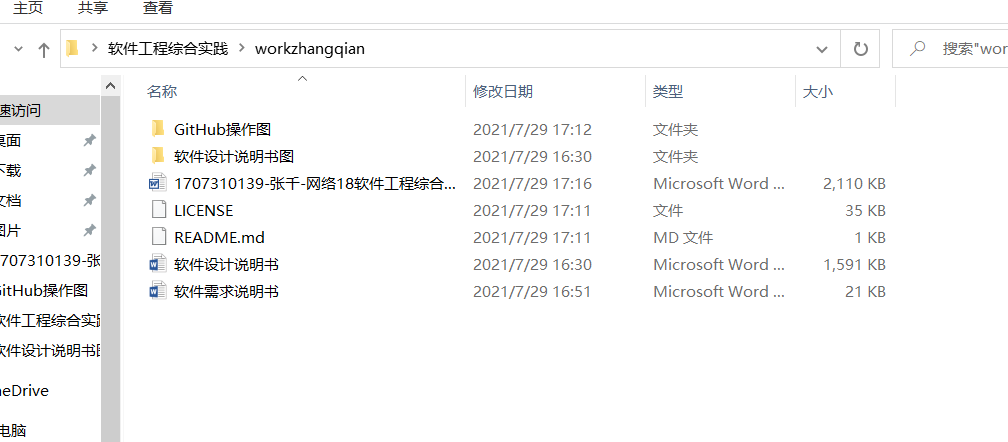 主页 共享 查看
软件工程综合实践 workzhangqian 搜索"wor
名称 修改日期 类型 大小
速访问
桌面
下载
文档
图片
1707310139-张
GitHub操作图
软件工程综合实践
软件设计说明书图
neDrive
电脑
GitHub操作图 2021/7/29 17:12 文件夹
软件设计说明书图 2021/7/29 16:30 文件夹
1707310139-张千-网络18软件工程综合... 2021/7/29 17:16 Microsoft Word ... 2,110 KB
LICENSE 2021/7/29 17:11 文件 35 KB
README.md 2021/7/29 17:11 MD 文件 1 KB
软件设计说明书 2021/7/29 16:30 Microsoft Word ... 1,591 KB
软件需求说明书 2021/7/29 16:51 Microsoft Word ... 21 KB